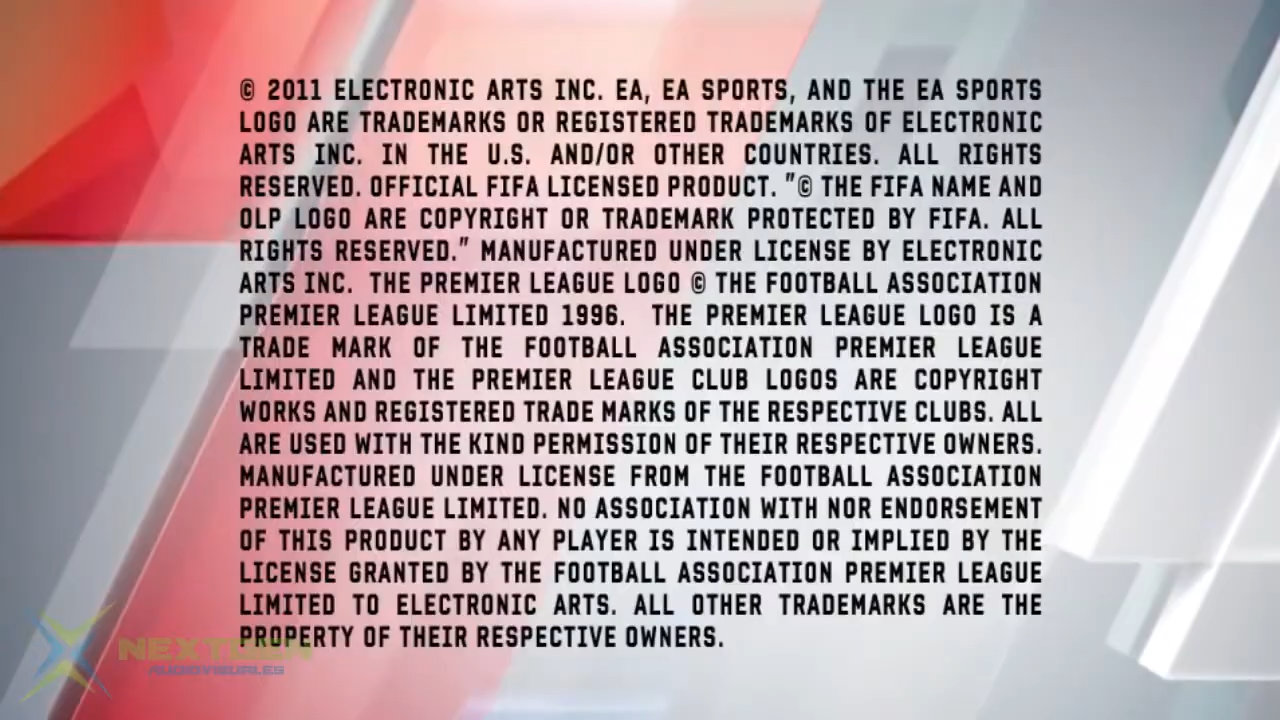 © 2011 ELECTRONIC ARTS INC. EA, EA SPORTS, AND THE EA SPORTS
LOGO ARE TRADEMARKS OR REGISTERED TRADEMARKS OF ELECTRONIC
ARTS INC. IN THE U.S. AND/OR OTHER COUNTRIES. ALL RIGHTS
RESERVED. OFFICIAL FIFA LICENSED PRODUCT. "© THE FIFA NAME AND
OLP LOGO ARE COPYRIGHT OR TRADEMARK PROTECTED BY FIFA. ALL
RIGHTS RESERVED." MANUFACTURED UNDER LICENSE BY ELECTRONIC
ARTS INC. THE PREMIER LEAGUE LOGO © THE FOOTBALL ASSOCIATION
PREMIER LEAGUE LIMITED 1996. THE PREMIER LEAGUE LOGO IS A
TRADE MARK OF THE FOOTBALL ASSOCIATION PREMIER LEAGUE
LIMITED AND THE PREMIER LEAGUE CLUB LOGOS ARE COPYRIGHT
WORKS AND REGISTERED TRADE MARKS OF THE RESPECTIVE CLUBS. ALL
ARE USED WITH THE KIND PERMISSION OF THEIR RESPECTIVE OWNERS.
MANUFACTURED UNDER LICENSE FROM THE FOOTBALL ASSOCIATION
PREMIER LEAGUE LIMITED. NO ASSOCIATION WITH NOR ENDORSEMENT
OF THIS PRODUCT BY ANY PLAYER IS INTENDED OR IMPLIED BY THE
LICENSE GRANTED BY THE FOOTBALL ASSOCIATION PREMIER LEAGUE
LIMITED TO ELECTRONIC ARTS. ALL OTHER TRADEMARKS ARE THE
PROPERTY OF THEIR RESPECTIVE OWNERS.
NEXTGEN
AUDIOVISUALES